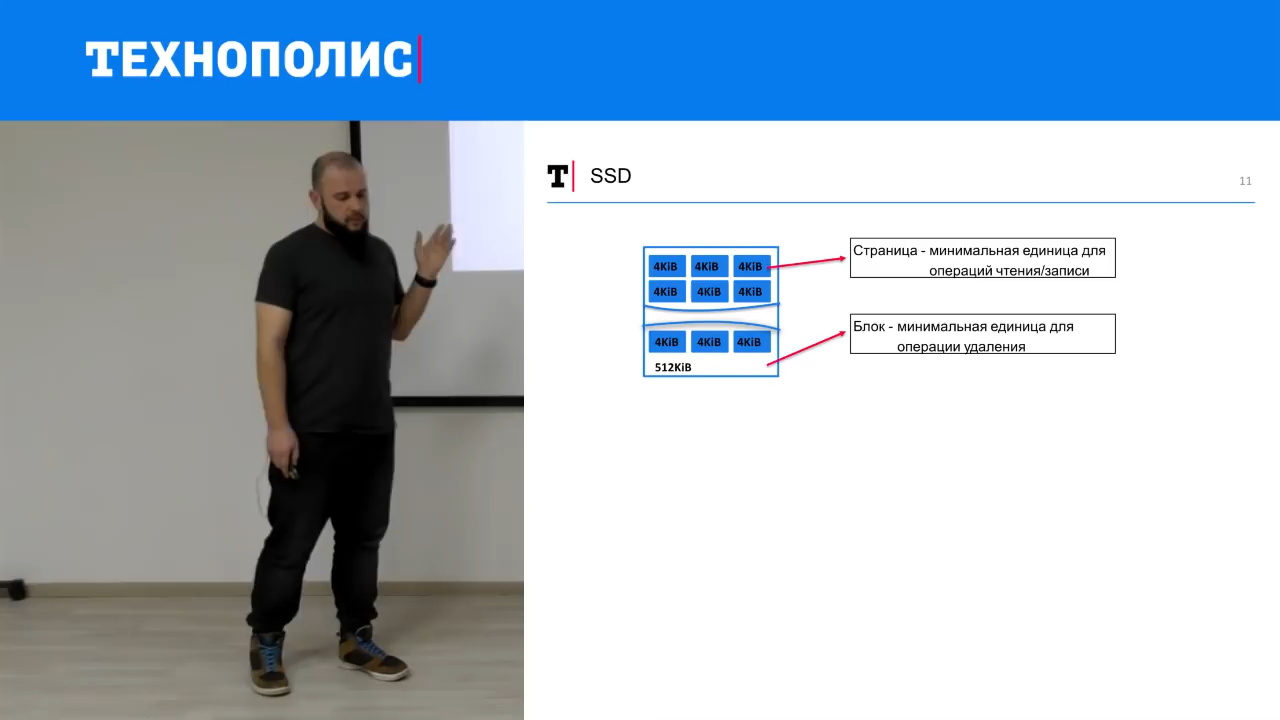 ТЕХНОПОЛИС
T SSD
11
4KiB 4KiB 4KiB
4KiB 4KiB 4KiB
4KiB 4KiB 4KiB
512KiB
Страница - минимальная единица для
операций чтения/записи
Блок - минимальная единица для
операции удаления